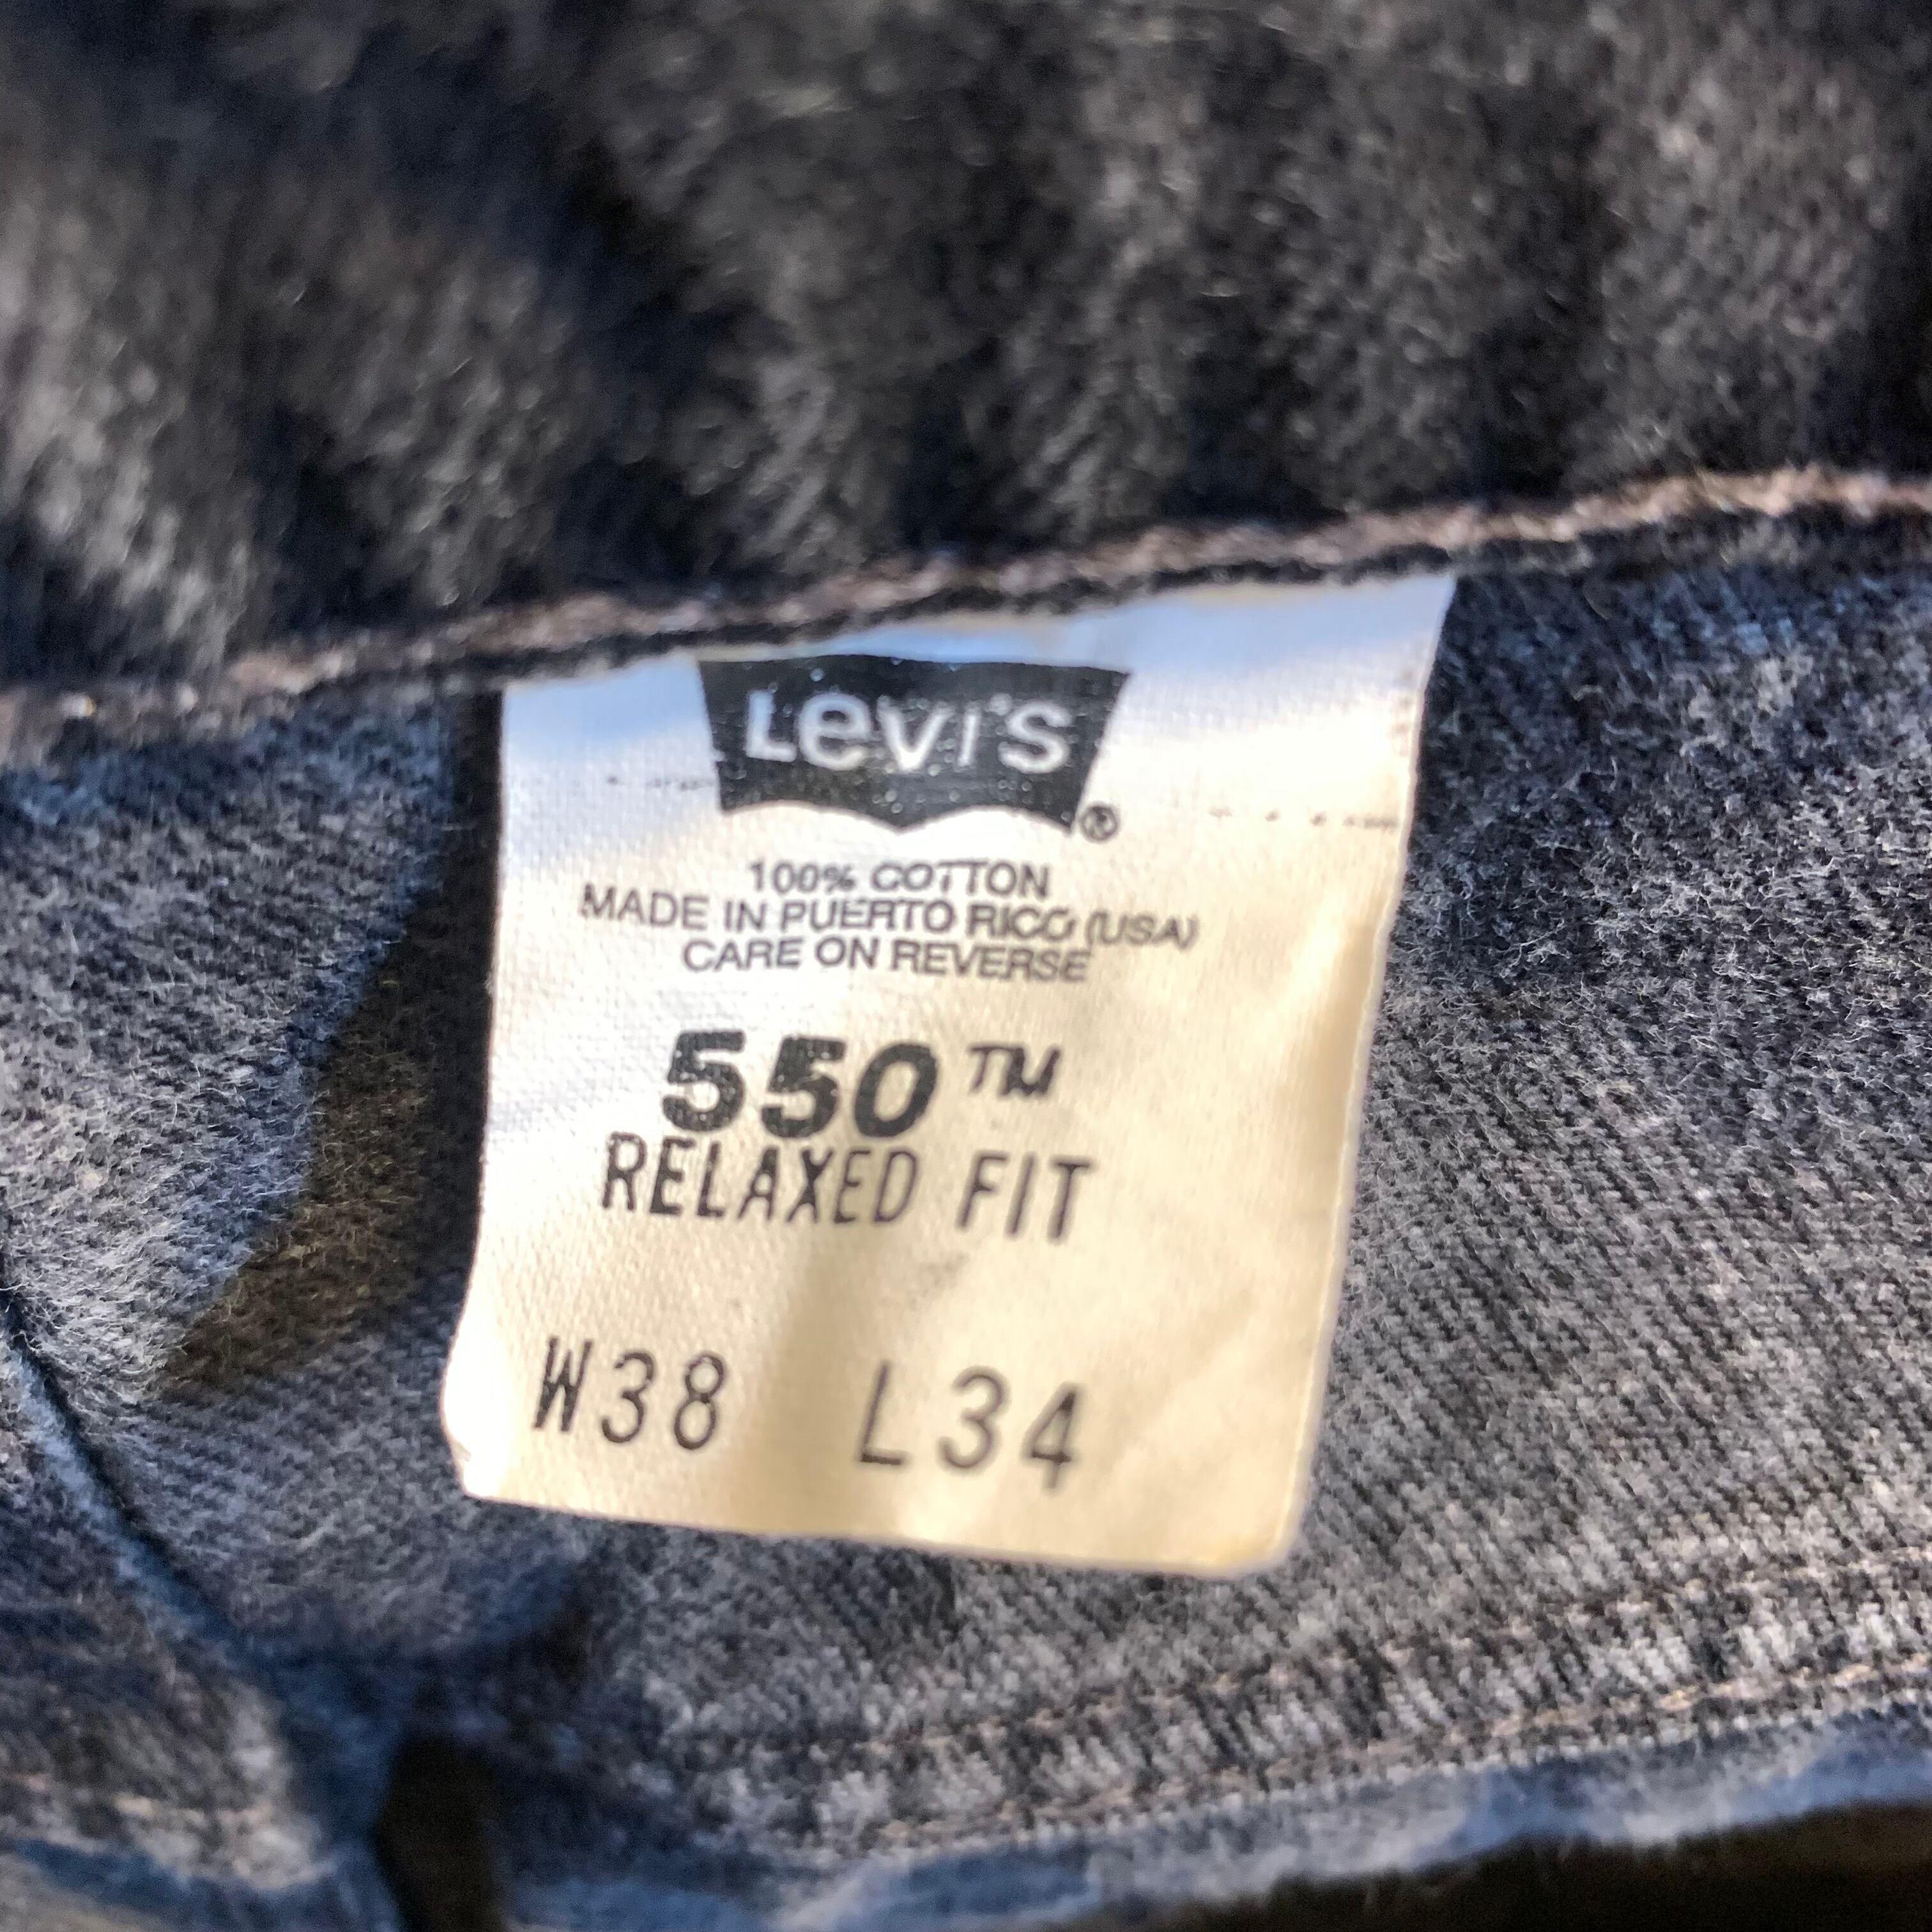 Levi's ®
100% COTTON
MADE IN PUERTO RICO (USA)
CARE ON REVERSE
550™
RELAXED FIT
W38 L34